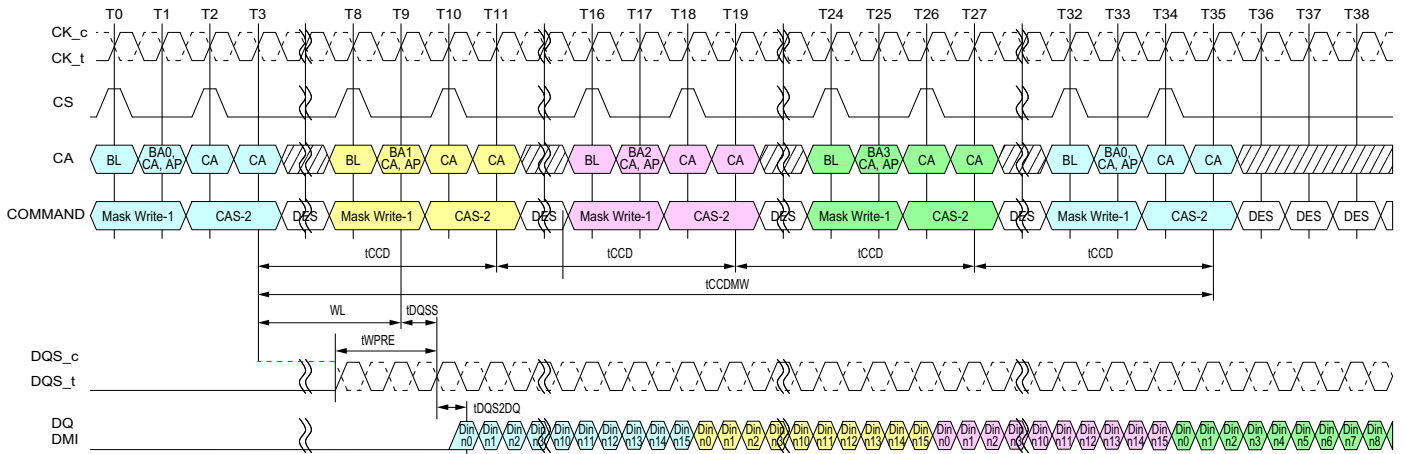 T0 T1 T2 T3 T8 T9 T10 T11 T16 T17 T18 T19 T24 T25 T26 T27 T32 T33 T34 T35 T36 T37 T38
CK_c
CK_t
CS
CA BL BA0, CA, AP CA CA BL BA1 CA, AP CA CA BL BA2 CA, AP CA CA BL BA3 CA, AP CA CA BL BA0, CA, AP CA CA
COMMAND Mask Write-1 CAS-2 DES Mask Write-1 CAS-2 DES Mask Write-1 CAS-2 DES Mask Write-1 CAS-2 DES Mask Write-1 CAS-2 DES DES DES
tCCD tCCD tCCD tCCD
tCCDMW
WL tDQSS
tWPRE
DQS_c
DQS_t
tDQS2DQ
DQ Din Din Din Din Din Din Din Din Din Din Din Din Din Din Din Din Din Din Din Din Din Din Din Din Din Din Din Din Din Din Din Din Din Din Din Din Din Din Din
DMI n0 n1 n2 n3 n10 n11 n12 n13 n14 n15 n0 n1 n2 n3 n10 n11 n12 n13 n14 n15 n0 n1 n2 n3 n10 n11 n12 n13 n14 n15 n0 n1 n2 n3 n4 n5 n6 n7 n8